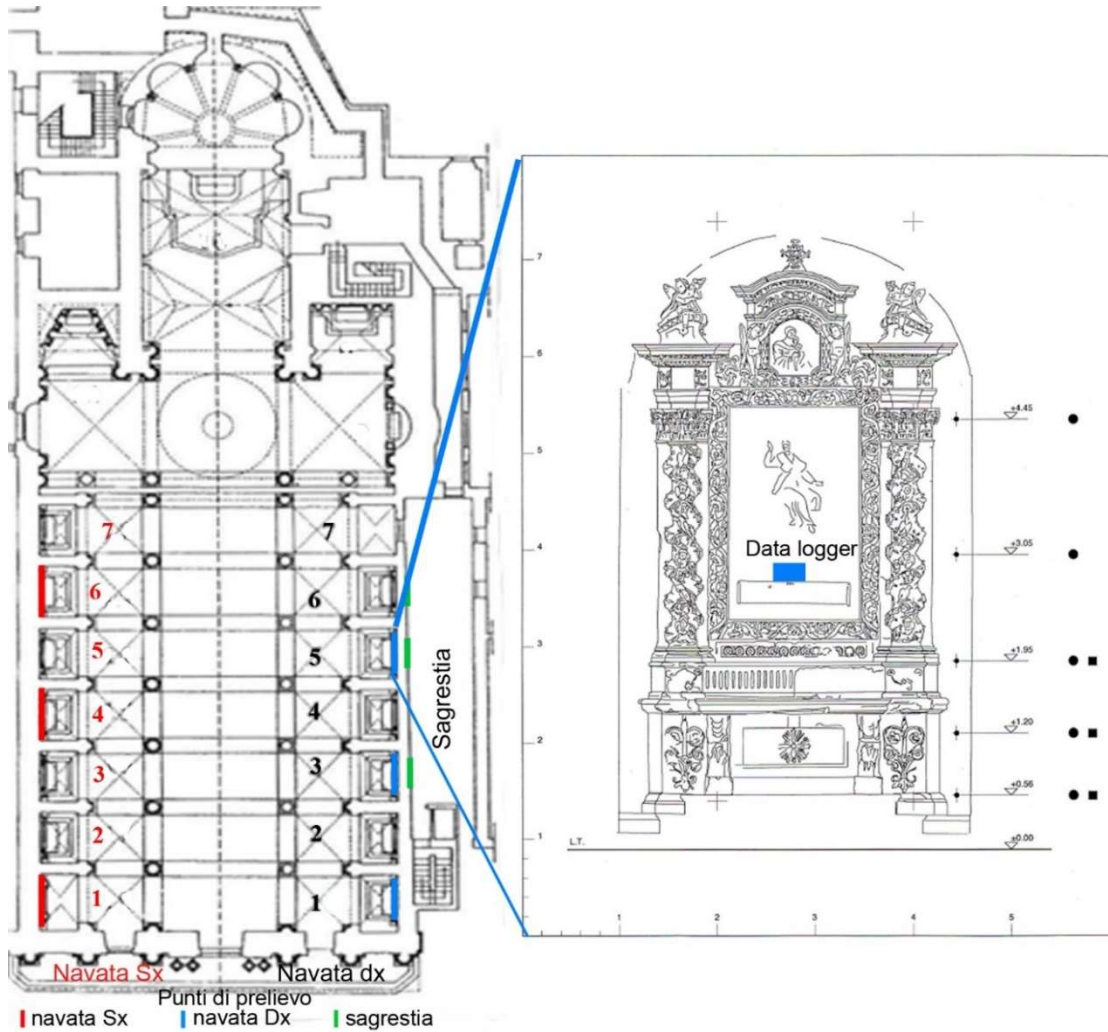 7 7
6 6
5 5
4 4
3 3
2 2
1 1
Sagrestia
Navata Sx Navata dx
Punti di prelievo
navata Sx navata Dx sagrestia
7
6
5
4
3
2
1
1 2 3 4 5
Data logger
+4.45
+3.05
+1.95
+1.20
+0.56
+0.00
L.T.